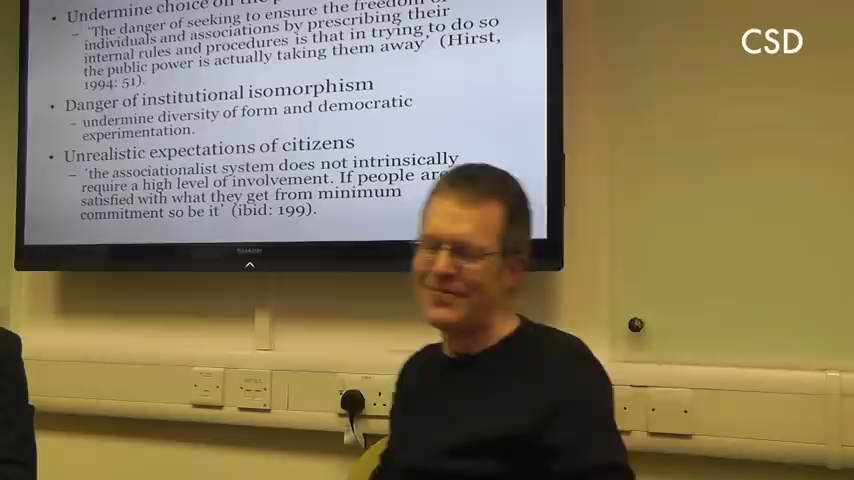 CSD
• Undermine choice on the
– 'The danger of seeking to ensure the freedom of
individuals and associations by prescribing their
internal rules and procedures is that in trying to do so
the public power is actually taking them away' (Hirst,
1994: 51).
• Danger of institutional isomorphism
– undermine diversity of form and democratic
experimentation.
• Unrealistic expectations of citizens
– 'the associationalist system does not intrinsically
require a high level of involvement. If people are
satisfied with what they get from minimum
commitment so be it' (ibid: 199).